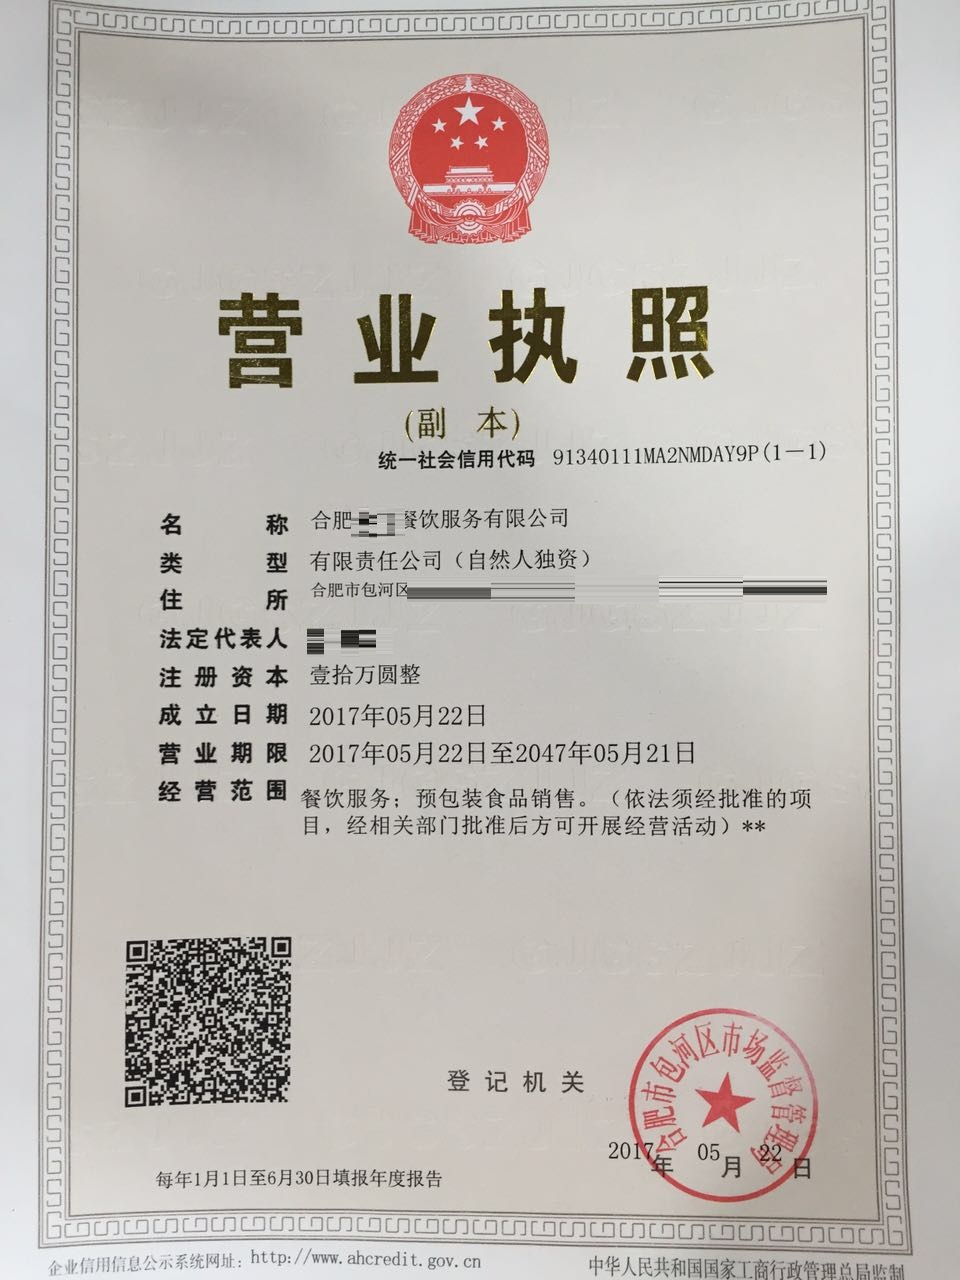 营业执照
(副 本)
统一社会信用代码 91340111MA2NMDAY9P(1-1)
名 称 合肥 餐饮服务有限公司
类 型 有限责任公司（自然人独资）
住 所 合肥市包河区
法定代表人
注 册 资 本 壹拾万圆整
成 立 日 期 2017年05月22日
营 业 期 限 2017年05月22日至2047年05月21日
经 营 范 围 餐饮服务；预包装食品销售。（依法须经批准的项
目，经相关部门批准后方可开展经营活动）**
登 记 机 关
合肥市包河区市场监督管理局
2017年 05月 22日
每年1月1日至6月30日填报年度报告
企业信用信息公示系统网址：http://www.ahcredit.gov.cn
中华人民共和国国家工商行政管理总局监制